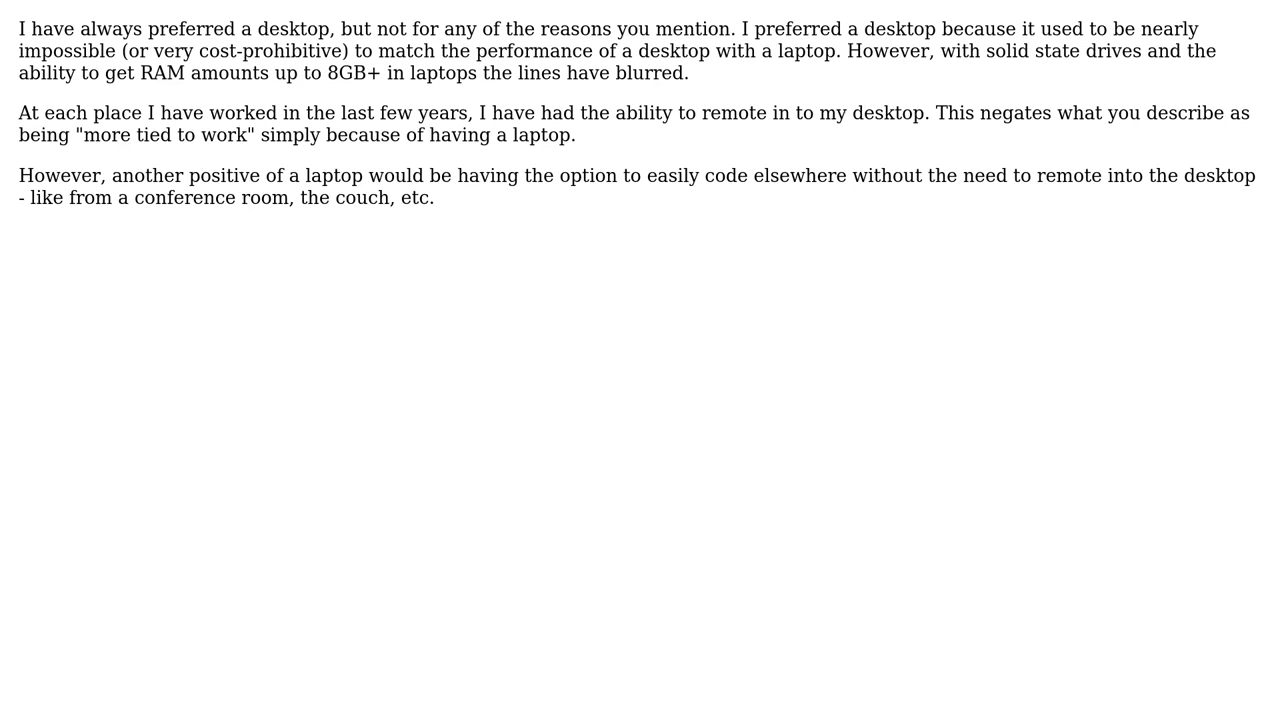 I have always preferred a desktop, but not for any of the reasons you mention. I preferred a desktop because it used to be nearly
impossible (or very cost-prohibitive) to match the performance of a desktop with a laptop. However, with solid state drives and the
ability to get RAM amounts up to 8GB+ in laptops the lines have blurred.
At each place I have worked in the last few years, I have had the ability to remote in to my desktop. This negates what you describe as
being "more tied to work" simply because of having a laptop.
However, another positive of a laptop would be having the option to easily code elsewhere without the need to remote into the desktop
- like from a conference room, the couch, etc.